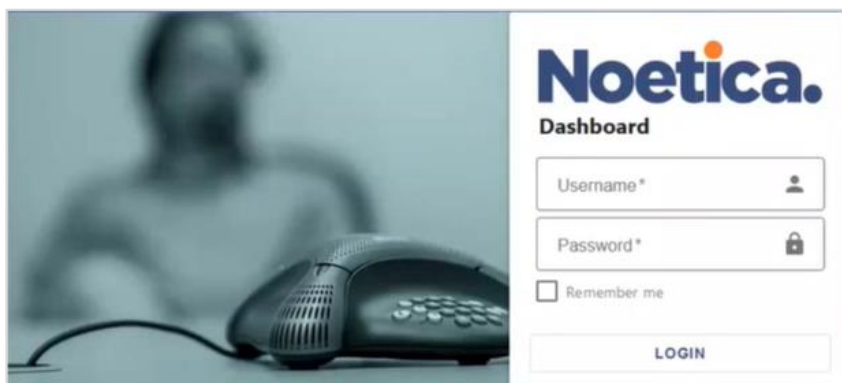 Noetica.
Dashboard
Username*
Password*
Remember me
LOGIN